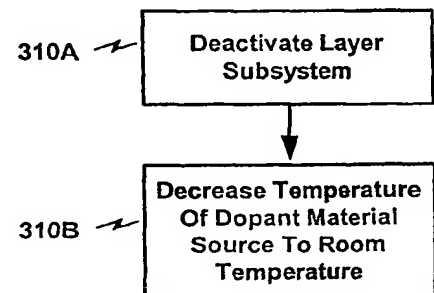 310A
Deactivate Layer
Subsystem
310B
Decrease Temperature
Of Dopant Material
Source To Room
Temperature